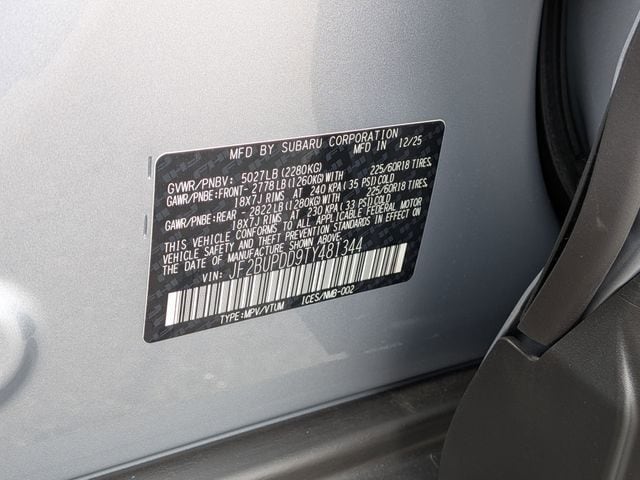 MFD BY SUBARU CORPORATION
MFD IN 12/25
GVWR/PNBV: 5027LB (2280KG)
GAWR/PNBE:FRONT- 2778 LB (1260KG) WITH 225/60R18 TIRES,
18X7J RIMS AT 240 KPA ( 35 PSI) COLD
GAWR/PNBE:REAR - 2822 LB (1280KG) WITH 225/60R18 TIRES,
18X7J RIMS AT 230 KPA ( 33 PSI) COLD
THIS VEHICLE CONFORMS TO ALL APPLICABLE FEDERAL MOTOR
VEHICLE SAFETY AND BUMPER STANDARDS IN EFFECT ON
THE DATE OF MANUFACTURE SHOWN ABOVE.
VIN: JF2BUPDD9TY481344
TYPE:MPV/VTUM ICES/NMB-002